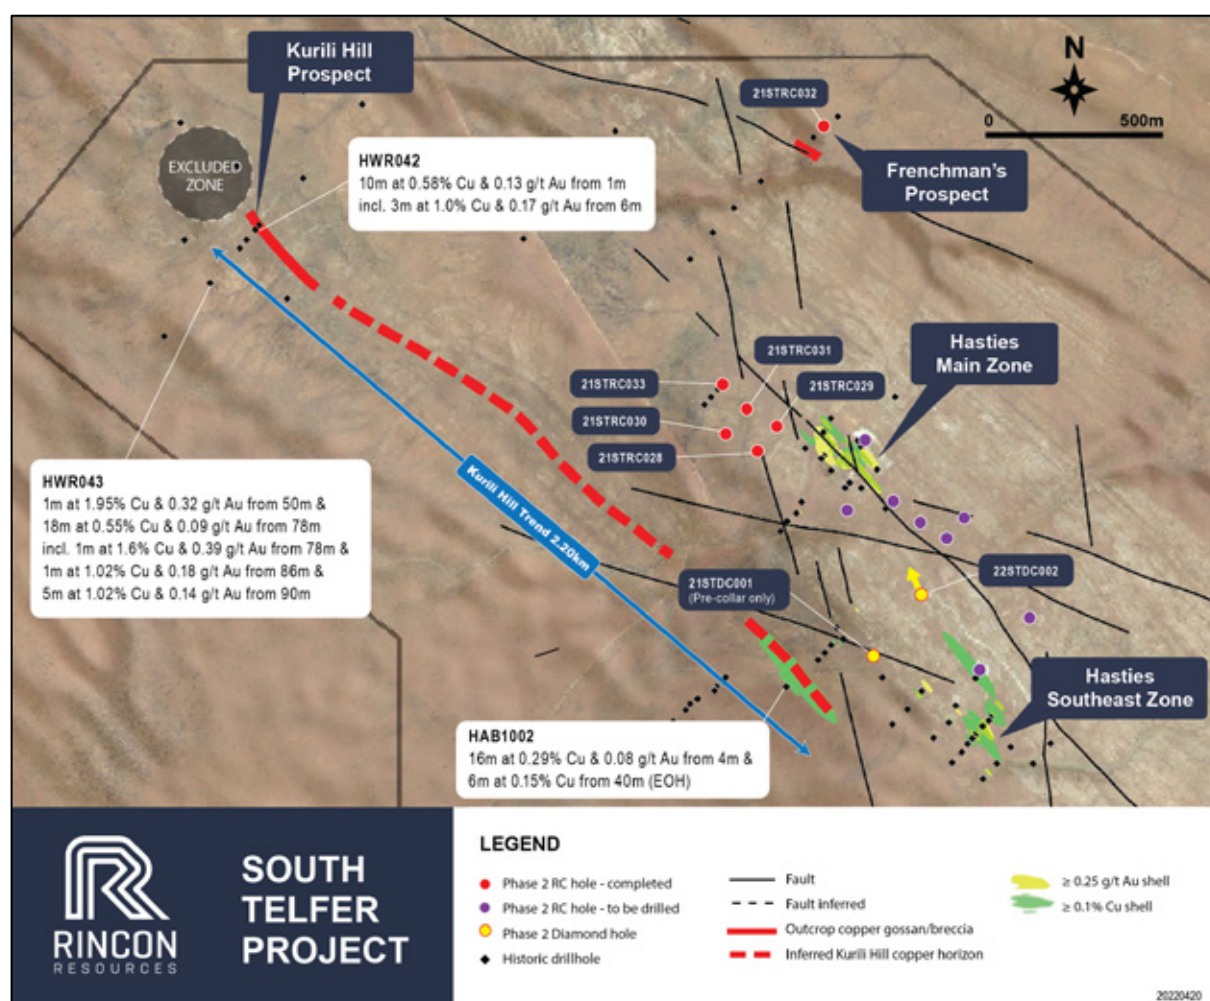 Kurili Hill
Prospect
N
0 500m
21STRC032
EXCLUDED
ZONE
HWR042
10m at 0.58% Cu & 0.13 g/t Au from 1m
incl. 3m at 1.0% Cu & 0.17 g/t Au from 6m
Frenchman's
Prospect
21STRC031
Hasties
Main Zone
21STRC033
21STRC029
21STRC030
21STRC028
HWR043
1m at 1.95% Cu & 0.32 g/t Au from 50m &
18m at 0.55% Cu & 0.09 g/t Au from 78m
incl. 1m at 1.6% Cu & 0.39 g/t Au from 78m &
1m at 1.02% Cu & 0.18 g/t Au from 86m &
5m at 1.02% Cu & 0.14 g/t Au from 90m
Kurili Hill Trend 2.20km
21STDC001
(Pre-collar only)
22STDC002
Hasties
Southeast Zone
HAB1002
16m at 0.29% Cu & 0.08 g/t Au from 4m &
6m at 0.15% Cu from 40m (EOH)
RINCON
RESOURCES
SOUTH
TELFER
PROJECT
LEGEND
Phase 2 RC hole - completed
Phase 2 RC hole - to be drilled
Phase 2 Diamond hole
Historic drillhole
Fault
Fault inferred
Outcrop copper gossan/breccia
Inferred Kurili Hill copper horizon
≥ 0.25 g/t Au shell
≥ 0.1% Cu shell
20220420